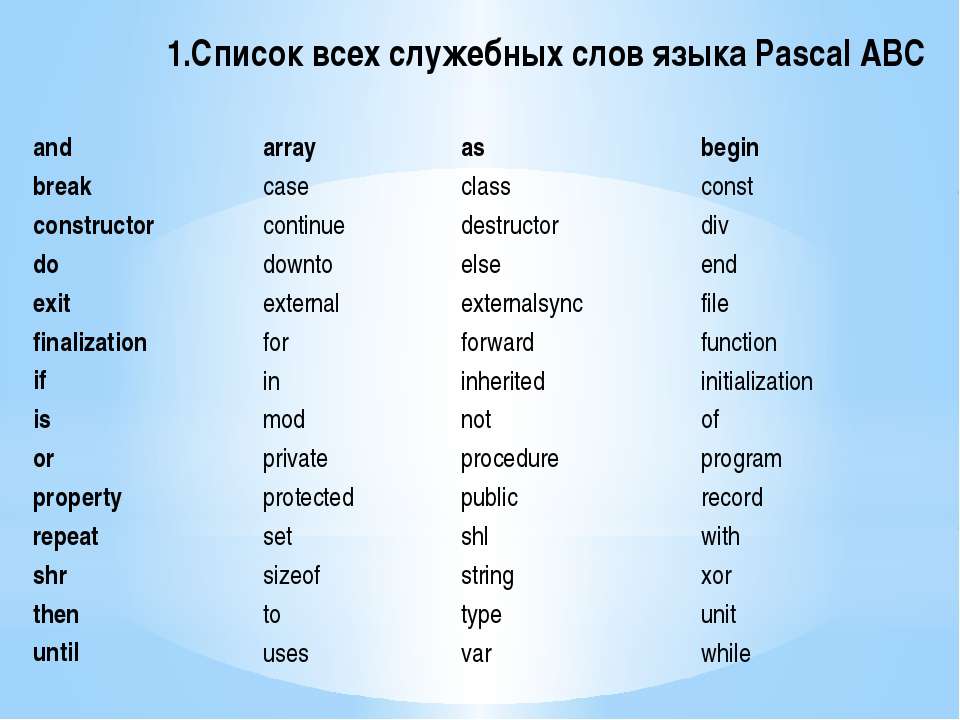 1.Список всех служебных слов языка Pascal ABC
and array as begin
break case class const
constructor continue destructor div
do downto else end
exit external externalsync file
finalization for forward function
if in inherited initialization
is mod not of
or private procedure program
property protected public record
repeat set shl with
shr sizeof string xor
then to type unit
until uses var while